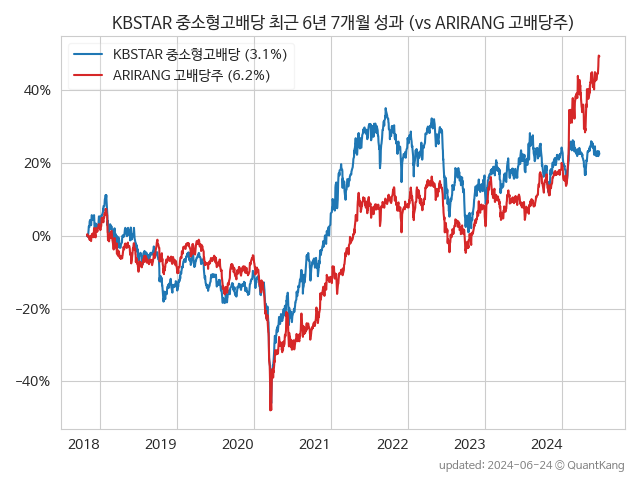 KBSTAR 중소형고배당 최근 6년 7개월 성과 (vs ARIRANG 고배당주)
KBSTAR 중소형고배당 (3.1%)
ARIRANG 고배당주 (6.2%)
40%
20%
0%
−20%
−40%
2018 2019 2020 2021 2022 2023 2024
updated: 2024-06-24 © QuantKang